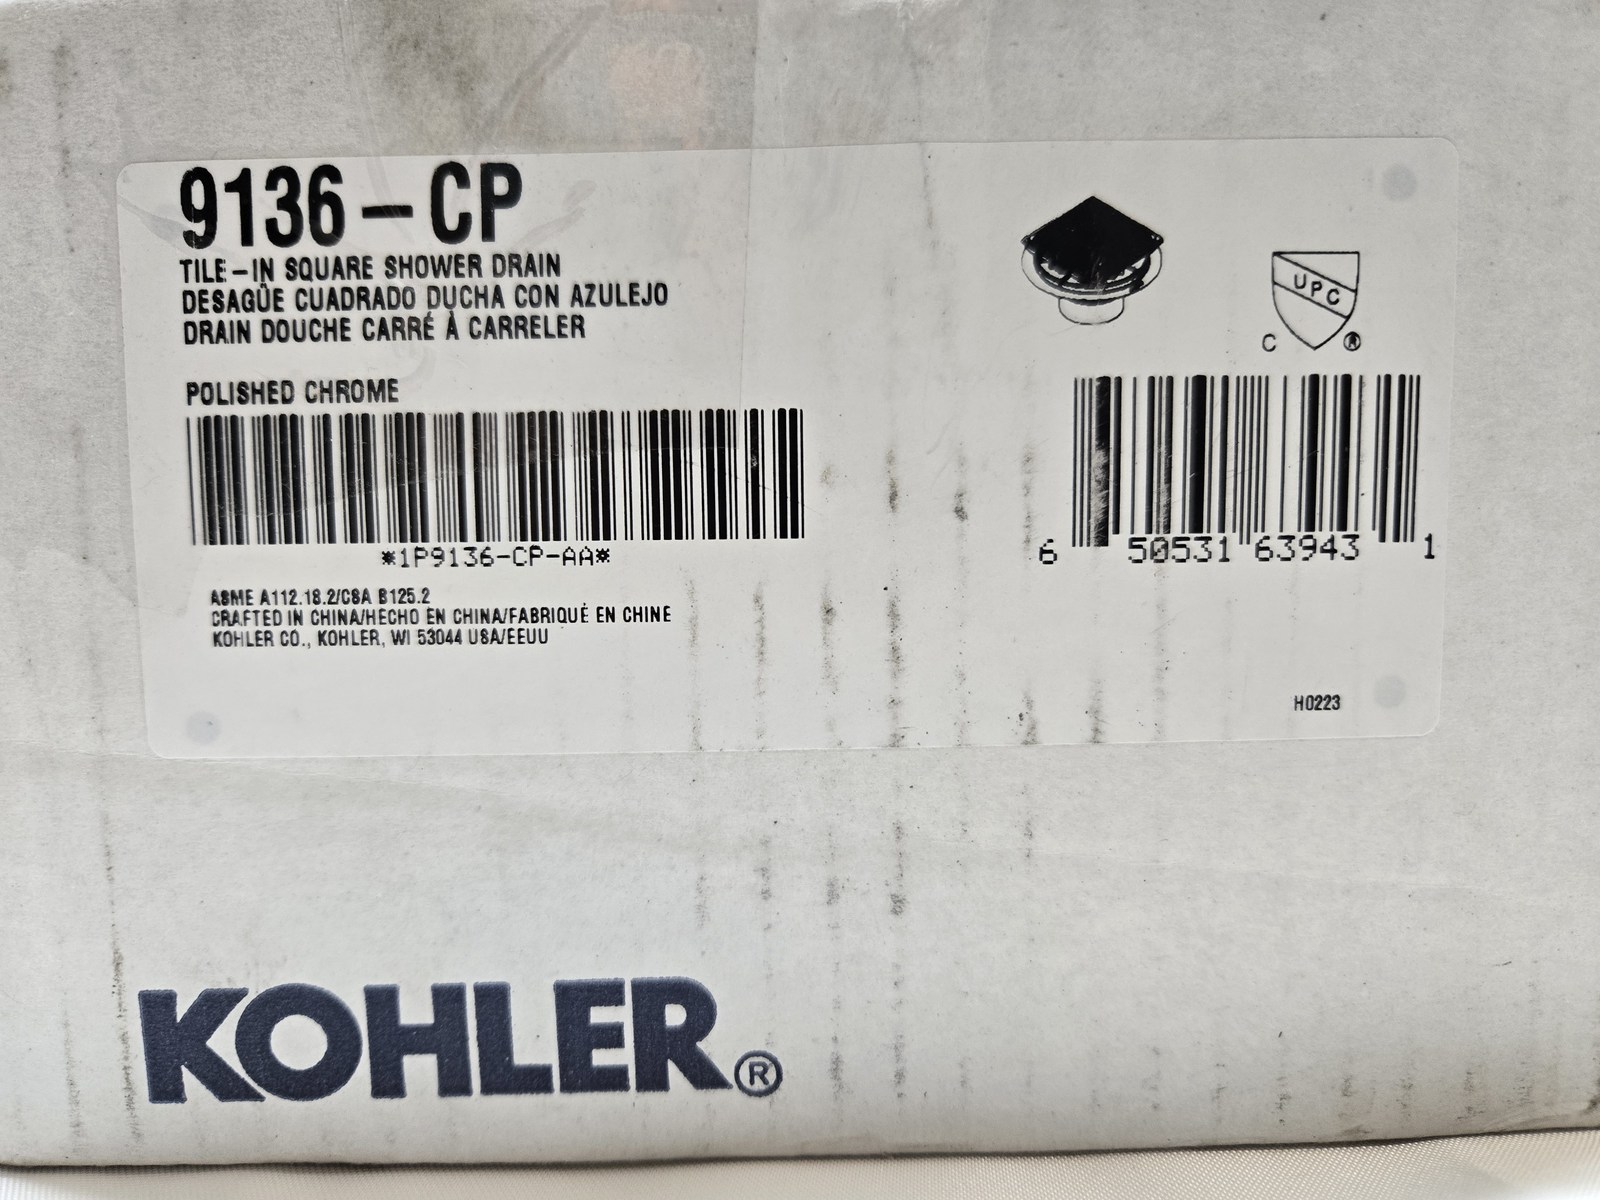 9136-CP
TILE-IN SQUARE SHOWER DRAIN
DESAGÜE CUADRADO DUCHA CON AZULEJO
DRAIN DOUCHE CARRÉ À CARRELER
POLISHED CHROME
*1P9136-CP-AA*
ASME A112.18.2/CSA B125.2
CRAFTED IN CHINA/HECHO EN CHINA/FABRIQUÉ EN CHINE
KOHLER CO., KOHLER, WI 53044 USA/EEUU
UPC
C ®
6 50531 63943 1
H0223
KOHLER®